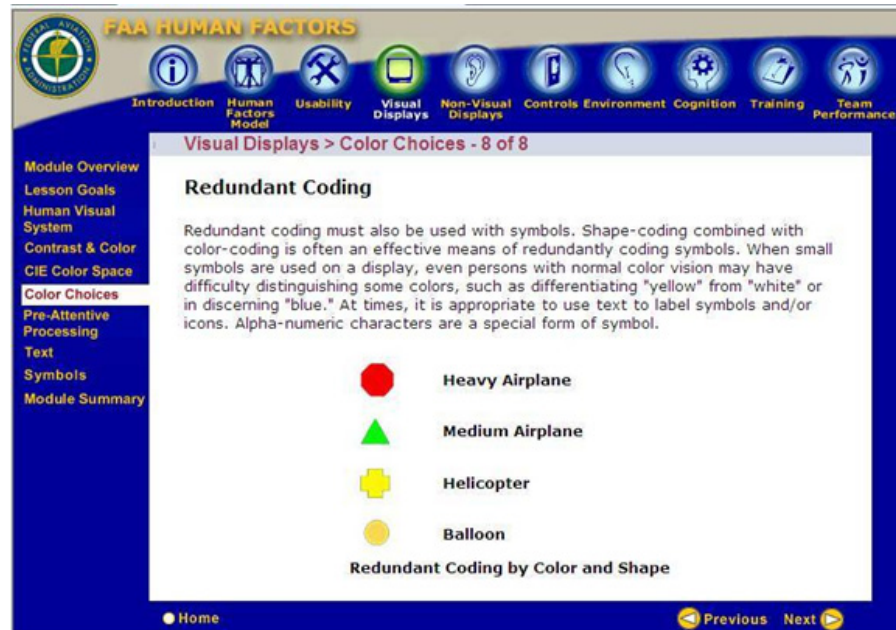 FAA HUMAN FACTORS
FEDERAL AVIATION
ADMINISTRATION
Introduction
Human
Factors
Model
Usability
Visual
Displays
Non-Visual
Displays
Controls
Environment
Cognition
Training
Team
Performance
Visual Displays > Color Choices - 8 of 8
Module Overview
Lesson Goals
Human Visual
System
Contrast & Color
CIE Color Space
Color Choices
Pre-Attentive
Processing
Text
Symbols
Module Summary
Redundant Coding
Redundant coding must also be used with symbols. Shape-coding combined with
color-coding is often an effective means of redundantly coding symbols. When small
symbols are used on a display, even persons with normal color vision may have
difficulty distinguishing some colors, such as differentiating "yellow" from "white" or
in discerning "blue." At times, it is appropriate to use text to label symbols and/or
icons. Alpha-numeric characters are a special form of symbol.
Heavy Airplane
Medium Airplane
Helicopter
Balloon
Redundant Coding by Color and Shape
Home
Previous
Next